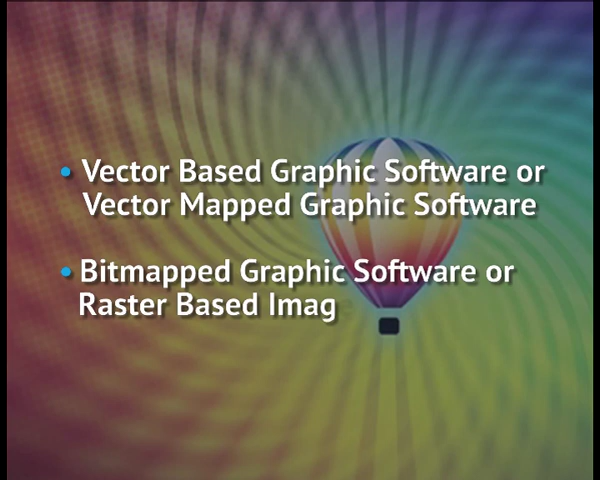 • Vector Based Graphic Software or
Vector Mapped Graphic Software
• Bitmapped Graphic Software or
Raster Based Imag